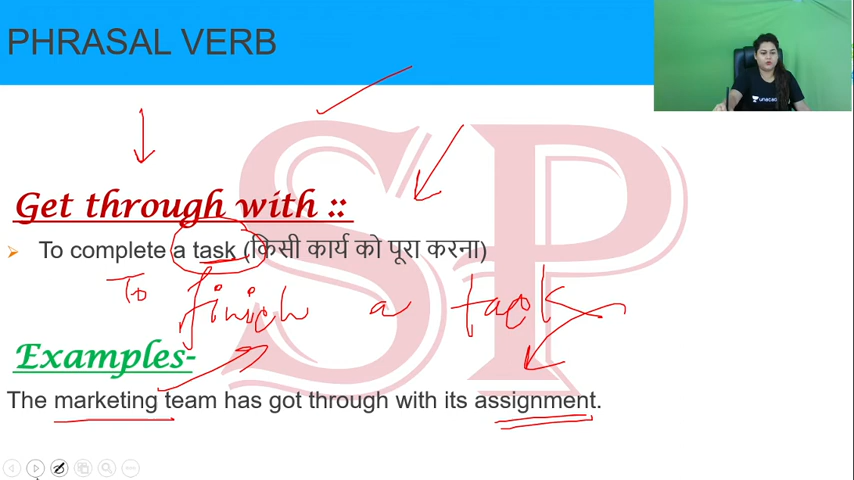 PHRASAL VERB
unacademy
SP
Get through with ::
To complete a task (किसी कार्य को पूरा करना)
To finish a task
Examples-
The marketing team has got through with its assignment.